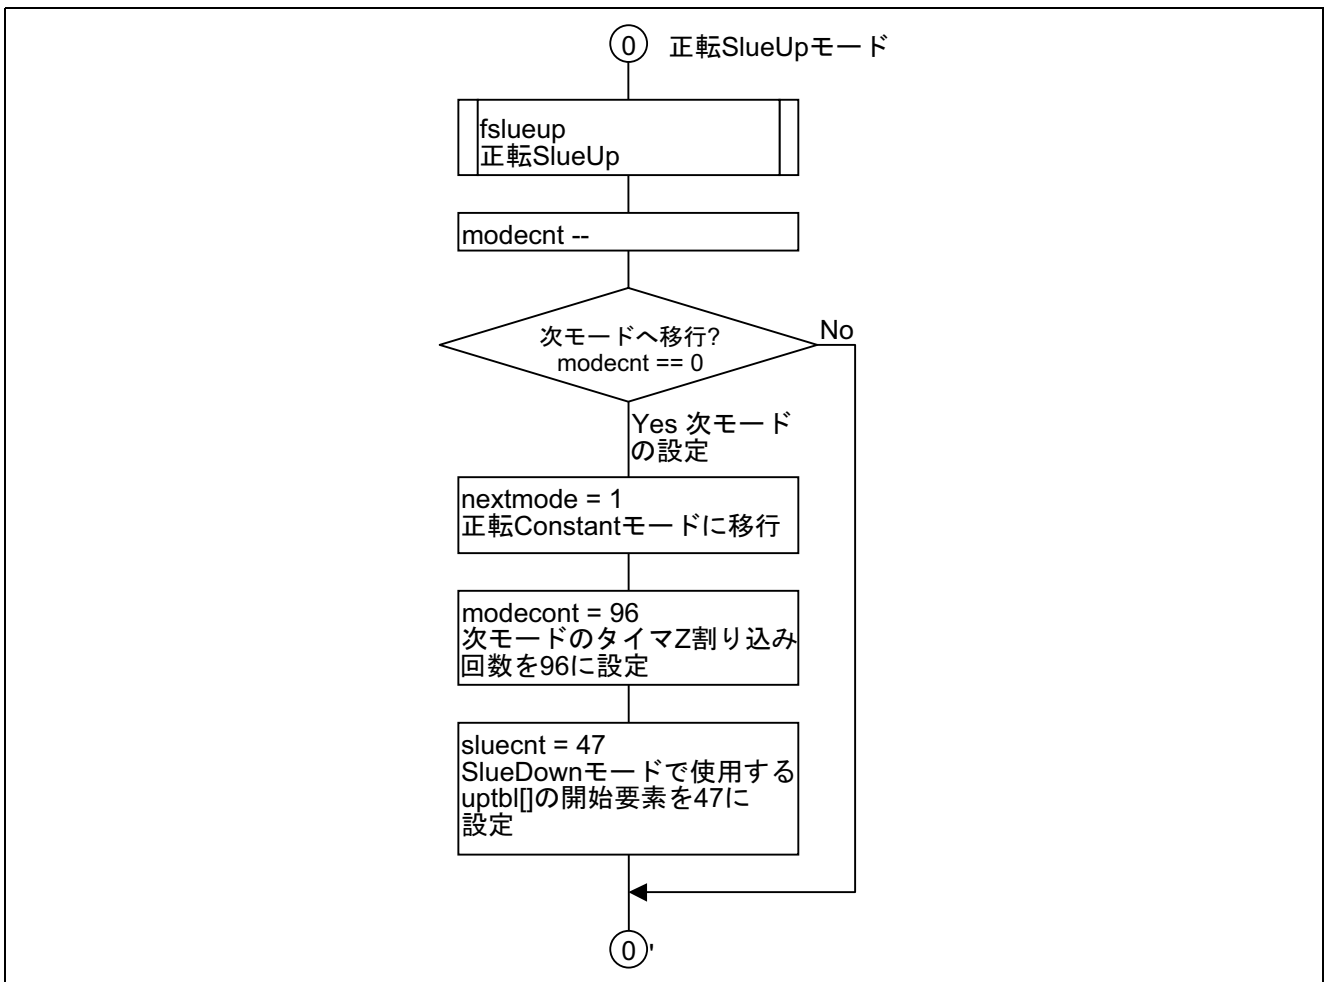 0 正転SlueUpモード
fslueup
正転SlueUp
modecnt --
次モードへ移行?
modecnt == 0
No
Yes 次モード
の設定
nextmode = 1
正転Constantモードに移行
modecont = 96
次モードのタイマZ割り込み
回数を96に設定
sluecnt = 47
SlueDownモードで使用する
uptbl[]の開始要素を47に
設定
0'